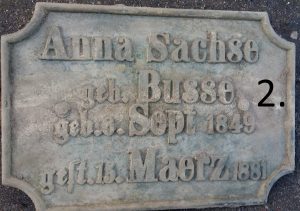 Anna Sachse
geb. Busse,
geb. 6. Sept. 1849
gest. 15. Maerz 1881
2.